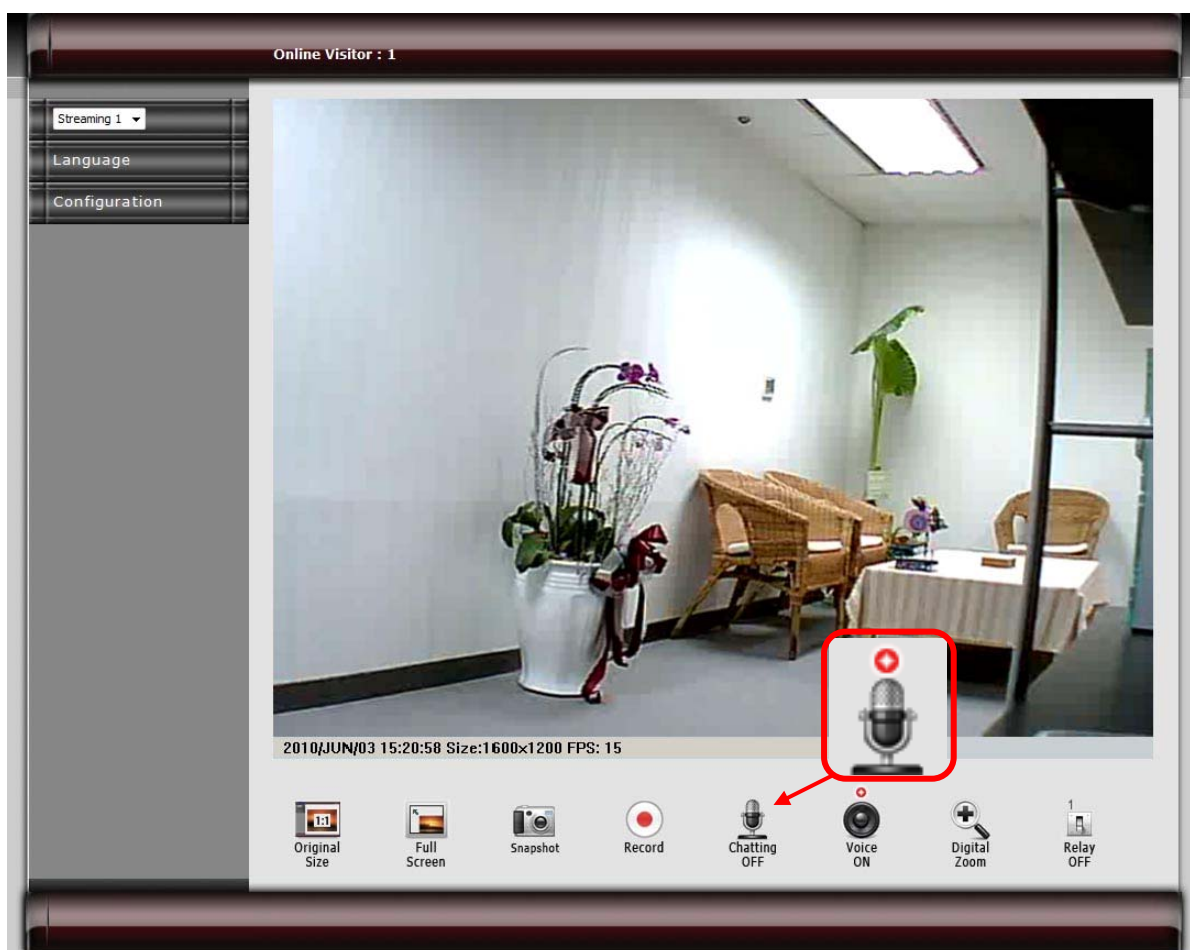 Online Visitor : 1
Streaming 1
Language
Configuration
2010/JUN/03 15:20:58 Size:1600x1200 FPS: 15
1:1
1
Original Size
Full Screen
Snapshot
Record
Chatting OFF
Voice ON
Digital Zoom
Relay OFF